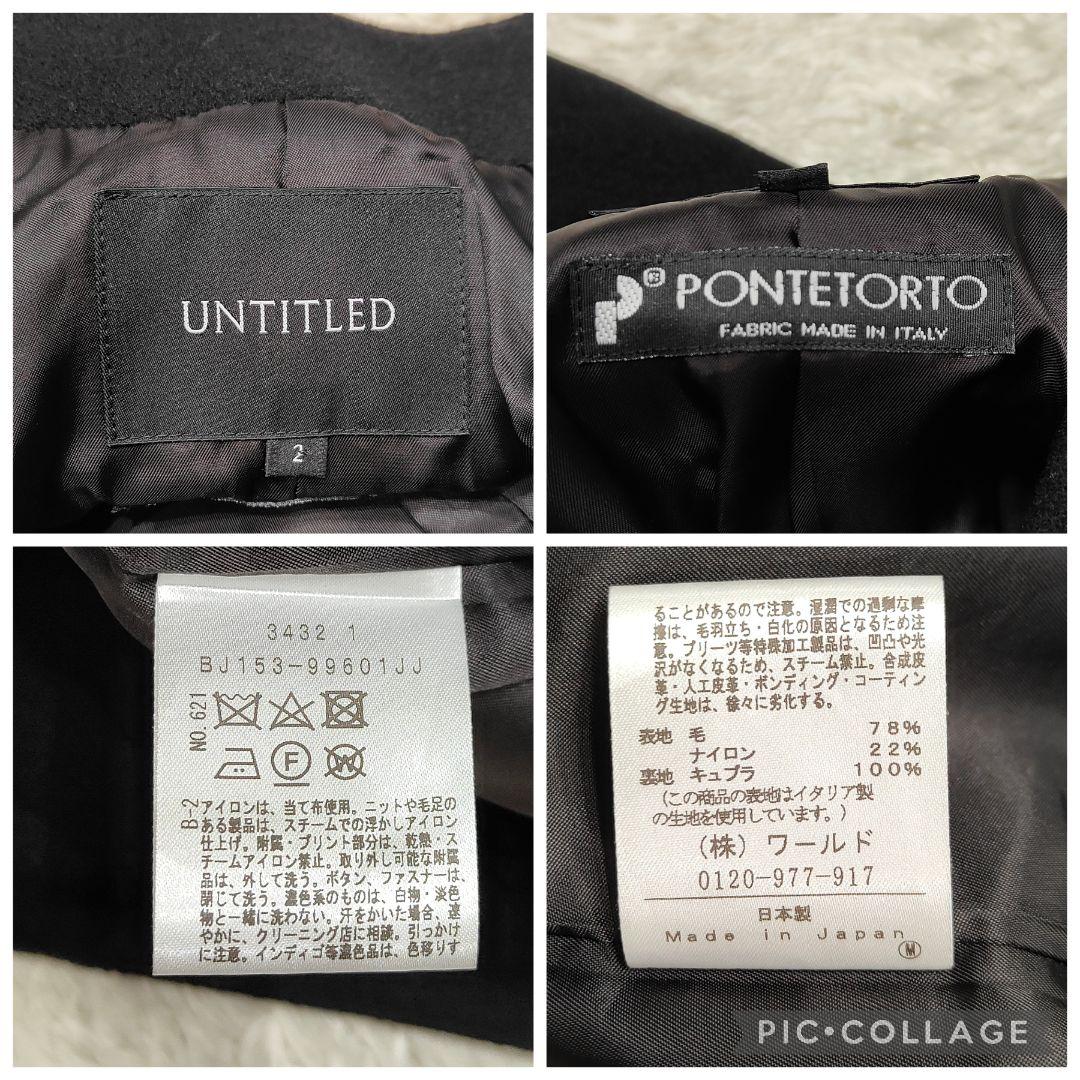 UNTITLED
2
PONTETORTO
FABRIC MADE IN ITALY
3432 1
BJ153-99601JJ
NO.621
F
W
B-2
アイロンは、当て布使用。ニットや毛足の
ある製品は、スチームでの浮かしアイロン
仕上げ。附属・プリント部分は、乾熱・ス
チームアイロン禁止。取り外し可能な附属
品は、外して洗う。ボタン、ファスナーは、
閉じて洗う。濃色系のものは、白物・淡色
物と一緒に洗わない。汗をかいた場合、速
やかに、クリーニング店に相談。引っかけ
に注意。インディゴ等濃色品は、色移りす
ることがあるので注意。湿潤での過剰な摩
擦は、毛羽立ち・白化の原因となるため注
意。プリーツ等特殊加工製品は、凹凸や光
沢がなくなるため、スチーム禁止。合成皮
革・人工皮革・ボンディング・コーティン
グ生地は、徐々に劣化する。
表地 毛 78%
ナイロン 22%
裏地 キュプラ 100%
(この商品の表地はイタリア製
の生地を使用しています。)
(株)ワールド
0120-977-917
日本製
Made in Japan
M
PIC•COLLAGE